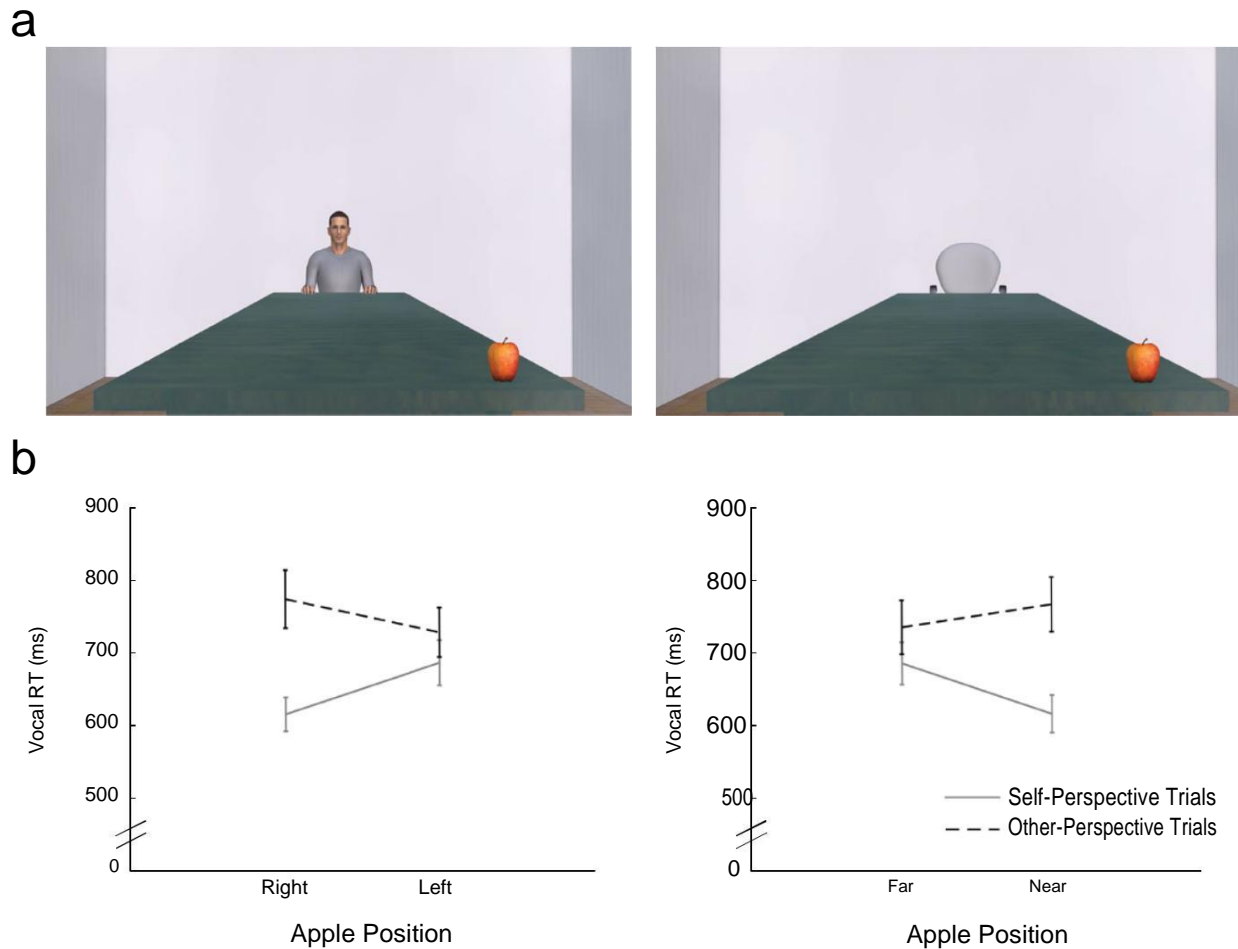 a
b
900
800
700
600
500
0
Vocal RT (ms)
Right Left
Apple Position
900
800
700
600
500
0
Vocal RT (ms)
Self-Perspective Trials
Other-Perspective Trials
Far Near
Apple Position